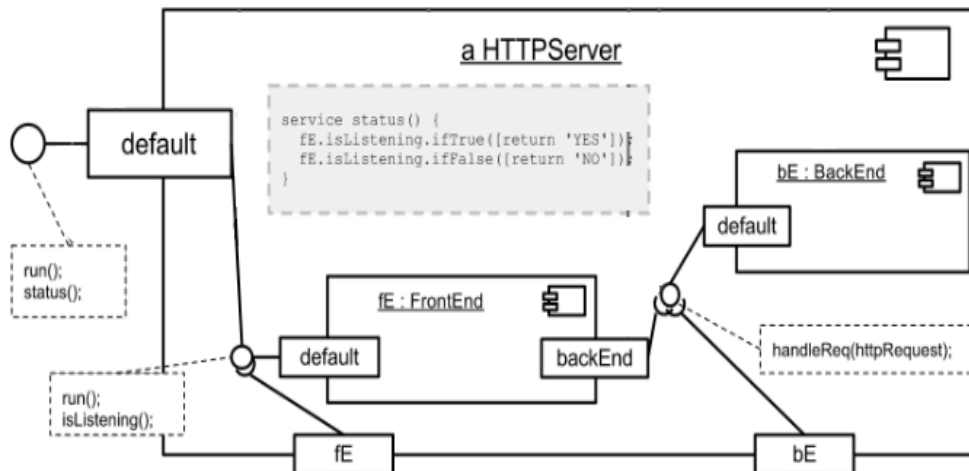 a HTTPServer
service status() {
fE.isListening.ifTrue([return 'YES']);
fE.isListening.ifFalse([return 'NO']);
}
default
bE : BackEnd
default
run();
status();
fE : FrontEnd
default
backEnd
handleReq(httpRequest);
run();
isListening();
fE
bE